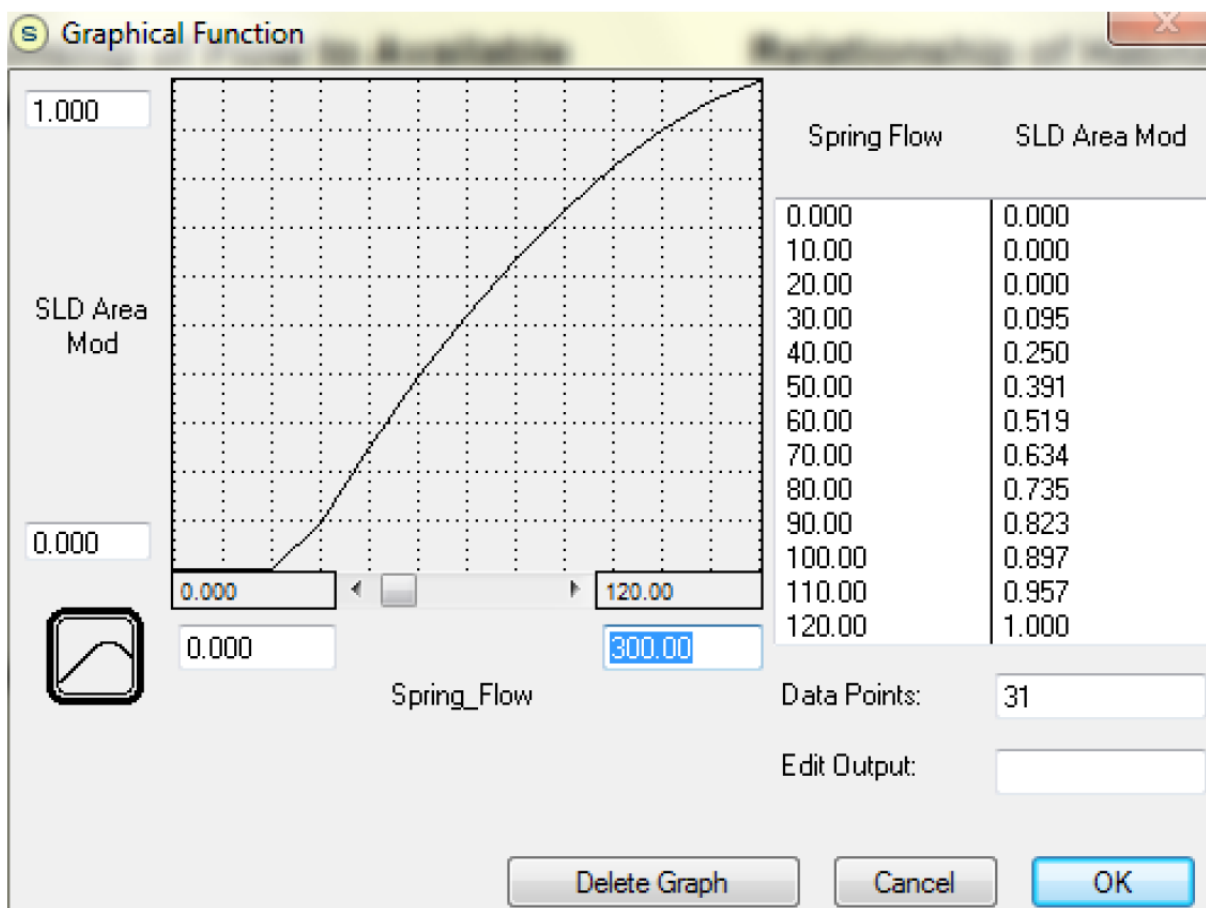 Graphical Function
1.000
SLD Area
Mod
0.000
0.000
120.00
0.000
300.00
Spring_Flow
Spring Flow SLD Area Mod
0.000 0.000
10.00 0.000
20.00 0.000
30.00 0.095
40.00 0.250
50.00 0.391
60.00 0.519
70.00 0.634
80.00 0.735
90.00 0.823
100.00 0.897
110.00 0.957
120.00 1.000
Data Points: 31
Edit Output:
Delete Graph Cancel OK